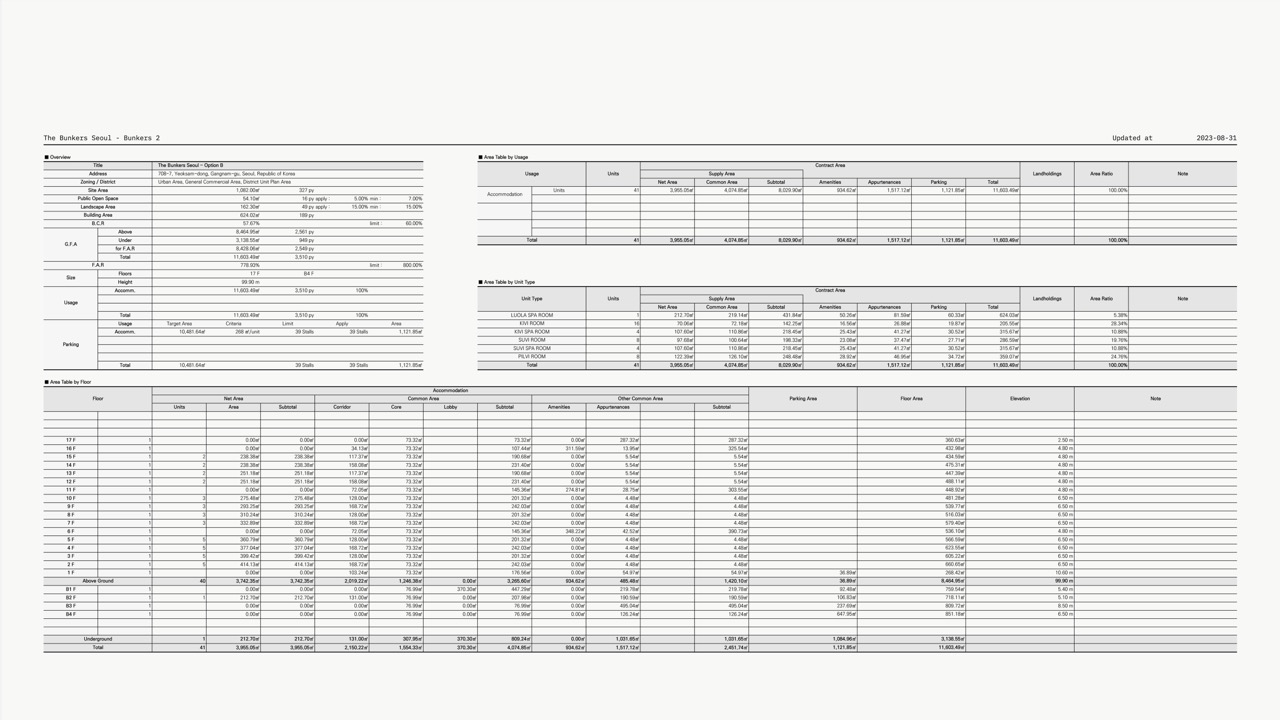 The Bunkers Seoul - Bunkers 2 Updated at 2023-08-31
■ Overview
Title The Bunkers Seoul – Option B
Address 708-7, Yeoksam-dong, Gangnam-gu, Seoul, Republic of Korea
Zoning / District Urban Area, General Commercial Area, District Unit Plan Area
Site Area 1,082.00㎡ 327 py
Public Open Space 54.10㎡ 16 py apply : 5.00% min : 7.00%
Landscape Area 162.30㎡ 49 py apply : 15.00% min : 15.00%
Building Area 624.02㎡ 189 py
B.C.R 57.67% limit : 60.00%
G.F.A Above 8,464.95㎡ 2,561 py
Under 3,138.55㎡ 949 py
for F.A.R 8,428.06㎡ 2,549 py
Total 11,603.49㎡ 3,510 py
F.A.R 778.93% limit : 800.00%
Size Floors 17 F B4 F
Height 99.90 m
Usage Accomm. 11,603.49㎡ 3,510 py 100%
Total 11,603.49㎡ 3,510 py 100%
Parking Usage Target Area Criteria Limit Apply Area
Accomm. 10,481.64㎡ 268 ㎡/unit 39 Stalls 39 Stalls 1,121.85㎡
Total 10,481.64㎡ 39 Stalls 39 Stalls 1,121.85㎡
■ Area Table by Usage
Usage Units Contract Area Landholdings Area Ratio Note
Supply Area
Net Area Common Area Subtotal Amenities Appurtenances Parking Total
Accommodation Units 41 3,955.05㎡ 4,074.85㎡ 8,029.90㎡ 934.62㎡ 1,517.12㎡ 1,121.85㎡ 11,603.49㎡ 100.00%
Total 41 3,955.05㎡ 4,074.85㎡ 8,029.90㎡ 934.62㎡ 1,517.12㎡ 1,121.85㎡ 11,603.49㎡ 100.00%
■ Area Table by Unit Type
Unit Type Units Contract Area Landholdings Area Ratio Note
Supply Area
Net Area Common Area Subtotal Amenities Appurtenances Parking Total
LUOLA SPA ROOM 1 212.70㎡ 219.14㎡ 431.84㎡ 50.26㎡ 81.59㎡ 60.33㎡ 624.03㎡ 5.38%
KIVI ROOM 16 70.06㎡ 72.18㎡ 142.25㎡ 16.56㎡ 26.88㎡ 19.87㎡ 205.55㎡ 28.34%
KIVI SPA ROOM 4 107.60㎡ 110.86㎡ 218.45㎡ 25.43㎡ 41.27㎡ 30.52㎡ 315.67㎡ 10.88%
SUVI ROOM 8 97.68㎡ 100.64㎡ 198.33㎡ 23.08㎡ 37.47㎡ 27.71㎡ 286.59㎡ 19.76%
SUVI SPA ROOM 4 107.60㎡ 110.86㎡ 218.45㎡ 25.43㎡ 41.27㎡ 30.52㎡ 315.67㎡ 10.88%
PILVI ROOM 8 122.39㎡ 126.10㎡ 248.48㎡ 28.92㎡ 46.95㎡ 34.72㎡ 359.07㎡ 24.76%
Total 41 3,955.05㎡ 4,074.85㎡ 8,029.90㎡ 934.62㎡ 1,517.12㎡ 1,121.85㎡ 11,603.49㎡ 100.00%
■ Area Table by Floor
Floor Accommodation Parking Area Floor Area Elevation Note
Net Area Common Area Other Common Area
Units Area Subtotal Corridor Core Lobby Subtotal Amenities Appurtenances Subtotal
17 F 1 0.00㎡ 0.00㎡ 0.00㎡ 73.32㎡ 73.32㎡ 0.00㎡ 287.32㎡ 287.32㎡ 360.63㎡ 2.50 m
16 F 1 0.00㎡ 0.00㎡ 34.13㎡ 73.32㎡ 107.44㎡ 311.59㎡ 13.95㎡ 325.54㎡ 432.98㎡ 4.80 m
15 F 1 2 238.38㎡ 238.38㎡ 117.37㎡ 73.32㎡ 190.68㎡ 0.00㎡ 5.54㎡ 5.54㎡ 434.59㎡ 4.80 m
14 F 1 2 238.38㎡ 238.38㎡ 158.08㎡ 73.32㎡ 231.40㎡ 0.00㎡ 5.54㎡ 5.54㎡ 475.31㎡ 4.80 m
13 F 1 2 251.18㎡ 251.18㎡ 117.37㎡ 73.32㎡ 190.68㎡ 0.00㎡ 5.54㎡ 5.54㎡ 447.39㎡ 4.80 m
12 F 1 2 251.18㎡ 251.18㎡ 158.08㎡ 73.32㎡ 231.40㎡ 0.00㎡ 5.54㎡ 5.54㎡ 488.11㎡ 4.80 m
11 F 1 0.00㎡ 0.00㎡ 72.05㎡ 73.32㎡ 145.36㎡ 274.81㎡ 28.75㎡ 303.55㎡ 448.92㎡ 4.80 m
10 F 1 3 275.48㎡ 275.48㎡ 128.00㎡ 73.32㎡ 201.32㎡ 0.00㎡ 4.48㎡ 4.48㎡ 481.28㎡ 6.50 m
9 F 1 3 293.25㎡ 293.25㎡ 168.72㎡ 73.32㎡ 242.03㎡ 0.00㎡ 4.48㎡ 4.48㎡ 539.77㎡ 6.50 m
8 F 1 3 310.24㎡ 310.24㎡ 128.00㎡ 73.32㎡ 201.32㎡ 0.00㎡ 4.48㎡ 4.48㎡ 516.03㎡ 6.50 m
7 F 1 3 332.89㎡ 332.89㎡ 168.72㎡ 73.32㎡ 242.03㎡ 0.00㎡ 4.48㎡ 4.48㎡ 579.40㎡ 6.50 m
6 F 1 0.00㎡ 0.00㎡ 72.05㎡ 73.32㎡ 145.36㎡ 348.22㎡ 42.52㎡ 390.73㎡ 536.10㎡ 6.50 m
5 F 1 5 360.79㎡ 360.79㎡ 128.00㎡ 73.32㎡ 201.32㎡ 0.00㎡ 4.48㎡ 4.48㎡ 566.59㎡ 6.50 m
4 F 1 5 377.04㎡ 377.04㎡ 168.72㎡ 73.32㎡ 242.03㎡ 0.00㎡ 4.48㎡ 4.48㎡ 623.55㎡ 6.50 m
3 F 1 5 399.42㎡ 399.42㎡ 128.00㎡ 73.32㎡ 201.32㎡ 0.00㎡ 4.48㎡ 4.48㎡ 605.22㎡ 6.50 m
2 F 1 5 414.13㎡ 414.13㎡ 168.72㎡ 73.32㎡ 242.03㎡ 0.00㎡ 4.48㎡ 4.48㎡ 660.65㎡ 6.50 m
1 F 1 0.00㎡ 0.00㎡ 103.24㎡ 73.32㎡ 176.56㎡ 0.00㎡ 54.97㎡ 54.97㎡ 36.89㎡ 268.42㎡ 10.60 m
Above Ground 40 3,742.35㎡ 3,742.35㎡ 2,019.22㎡ 1,246.38㎡ 0.00㎡ 3,265.60㎡ 934.62㎡ 485.48㎡ 1,420.10㎡ 36.89㎡ 8,464.95㎡ 99.90 m
B1 F 1 0.00㎡ 0.00㎡ 0.00㎡ 76.99㎡ 370.30㎡ 447.29㎡ 0.00㎡ 219.78㎡ 219.78㎡ 92.48㎡ 759.54㎡ 5.40 m
B2 F 1 1 212.70㎡ 212.70㎡ 131.00㎡ 76.99㎡ 0.00㎡ 207.99㎡ 0.00㎡ 190.59㎡ 190.59㎡ 106.83㎡ 718.11㎡ 5.10 m
B3 F 1 0.00㎡ 0.00㎡ 0.00㎡ 76.99㎡ 0.00㎡ 76.99㎡ 0.00㎡ 495.04㎡ 495.04㎡ 237.69㎡ 809.72㎡ 8.50 m
B4 F 1 0.00㎡ 0.00㎡ 0.00㎡ 76.99㎡ 0.00㎡ 76.99㎡ 0.00㎡ 126.24㎡ 126.24㎡ 647.95㎡ 851.18㎡ 6.50 m
Underground 1 212.70㎡ 212.70㎡ 131.00㎡ 307.95㎡ 370.30㎡ 809.24㎡ 0.00㎡ 1,031.65㎡ 1,031.65㎡ 1,084.96㎡ 3,138.55㎡
Total 41 3,955.05㎡ 3,955.05㎡ 2,150.22㎡ 1,554.33㎡ 370.30㎡ 4,074.85㎡ 934.62㎡ 1,517.12㎡ 2,451.74㎡ 1,121.85㎡ 11,603.49㎡